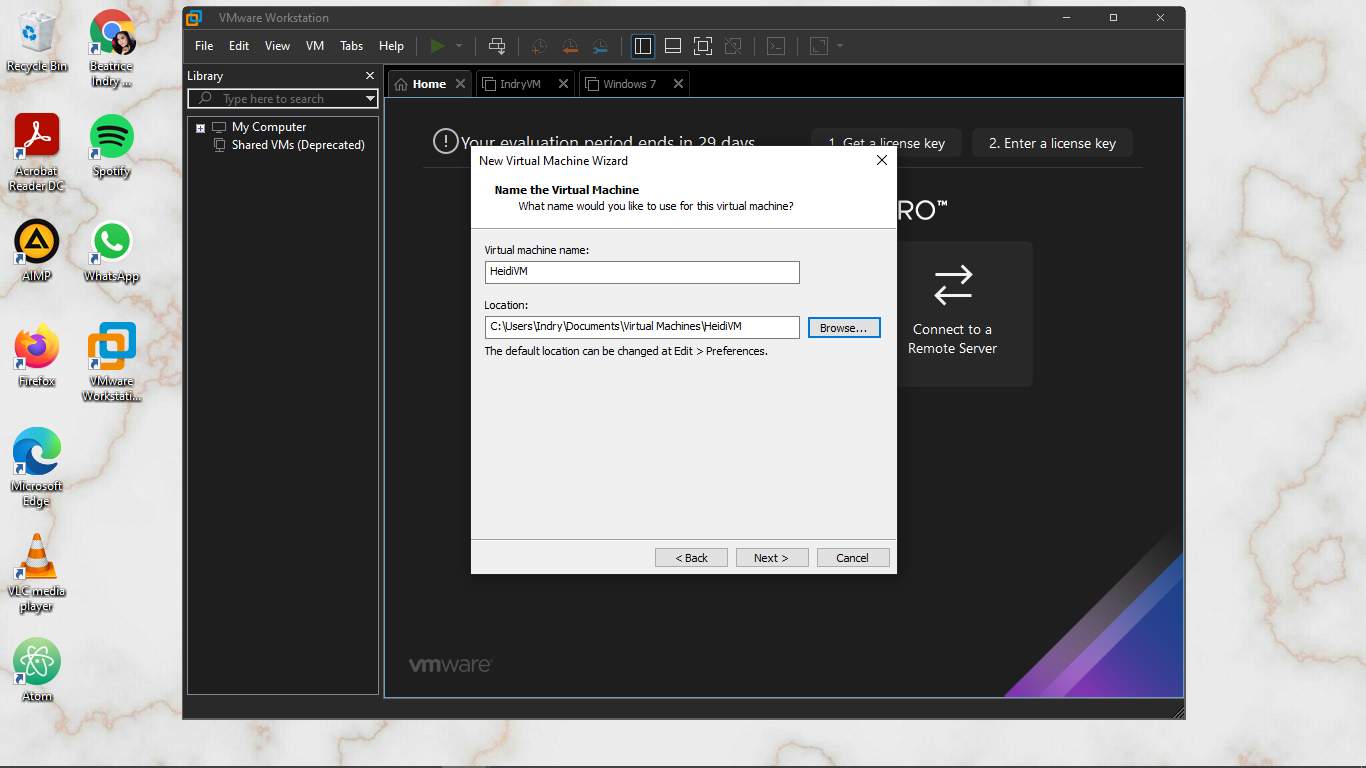 Recycle Bin
Beatrice
Indry ...
Acrobat
Reader DC
Spotify
AIMP
WhatsApp
Firefox
VMware
Workstati...
Microsoft
Edge
VLC media
player
Atom
VMware Workstation
File Edit View VM Tabs Help
Library
Type here to search
My Computer
Shared VMs (Deprecated)
Home
IndryVM
Windows 7
Your evaluation period ends in 29 days
1. Get a license key
2. Enter a license key
RO™
Connect to a
Remote Server
New Virtual Machine Wizard
Name the Virtual Machine
What name would you like to use for this virtual machine?
Virtual machine name:
HeidiVM
Location:
C:\Users\Indry\Documents\Virtual Machines\HeidiVM
Browse...
The default location can be changed at Edit > Preferences.
< Back
Next >
Cancel
vmware®